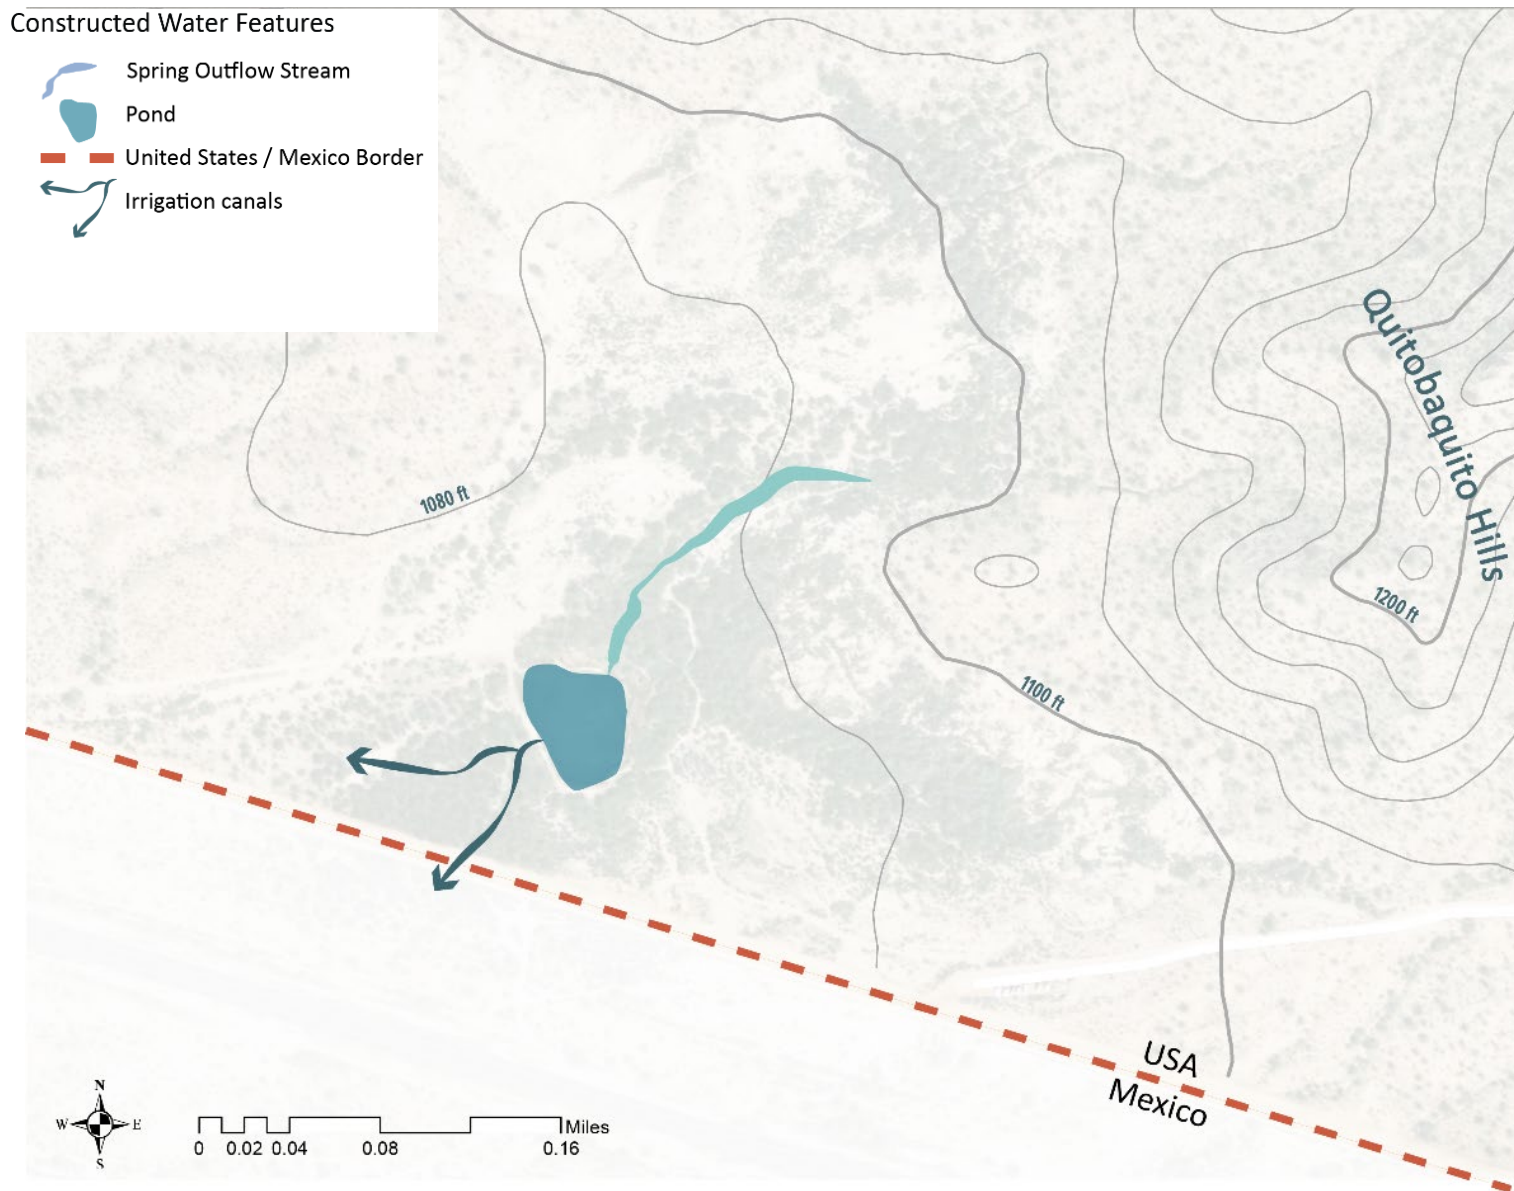 Constructed Water Features
Spring Outflow Stream
Pond
United States / Mexico Border
Irrigation canals
Quitobaquito Hills
1080 ft
1200 ft
1100 ft
USA
Mexico
N
W E
S
Miles
0 0.02 0.04 0.08 0.16